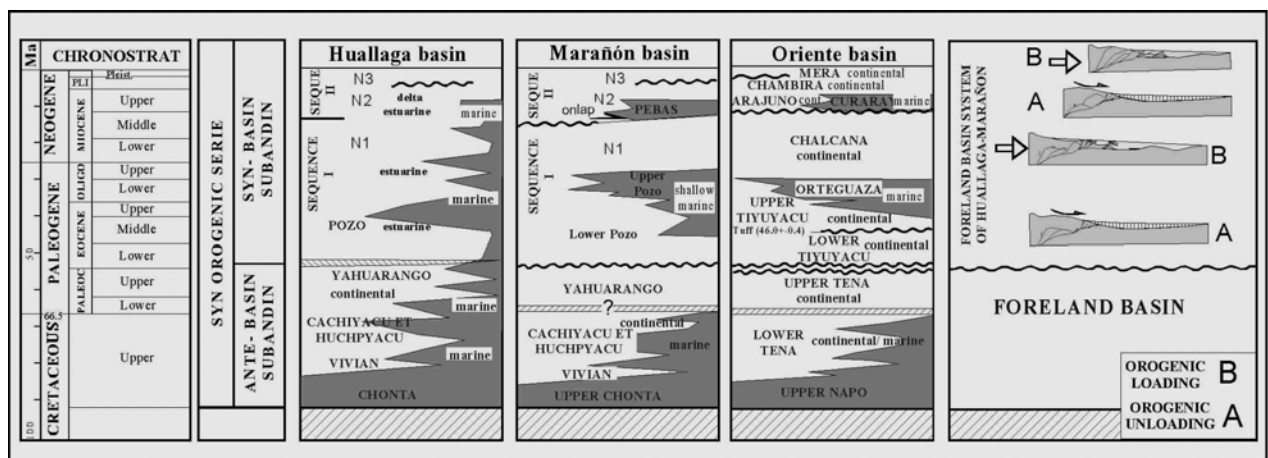 Ma
CHRONOSTRAT
NEOGENE
PALEOGENE
CRETACEOUS
50
66.5
100
PLI
MIOCENE
OLIGO
EOCENE
PALEOC
Pleist.
Upper
Middle
Lower
Upper
Lower
Upper
Middle
Lower
Upper
Lower
Upper
SYN OROGENIC SERIE
SYN- BASIN
SUBANDIN
ANTE- BASIN
SUBANDIN
Huallaga basin
SEQUE
II
N3
N2
delta
estuarine
marine
SEQUENCE
I
N1
estuarine
marine
POZO
estuarine
YAHUARANGO
continental
marine
CACHIYACU ET
HUCHPYACU
marine
VIVIAN
CHONTA
Marañón basin
SEQUE
II
N3
N2
onlap
PEBAS
SEQUENCE
I
N1
Upper
Pozo
shallow
marine
Lower Pozo
YAHUARANGO
?
continental
CACHIYACU ET
HUCHPYACU
marine
VIVIAN
UPPER CHONTA
Oriente basin
MERA continental
CHAMBIRA continental
ARAJUNO cont
CURARAY
marine
CHALCANA
continental
ORTEGUAZA
marine
UPPER
TIYUYACU
continental
Tuff (46.0+-0.4)
LOWER
TIYUYACU
continental
UPPER TENA
continental
LOWER
TENA
continental/ marine
UPPER NAPO
FORELAND BASIN SYSTEM
OF HUALLAGA-MARAÑON
B
A
B
A
FORELAND BASIN
OROGENIC
LOADING
B
OROGENIC
UNLOADING
A